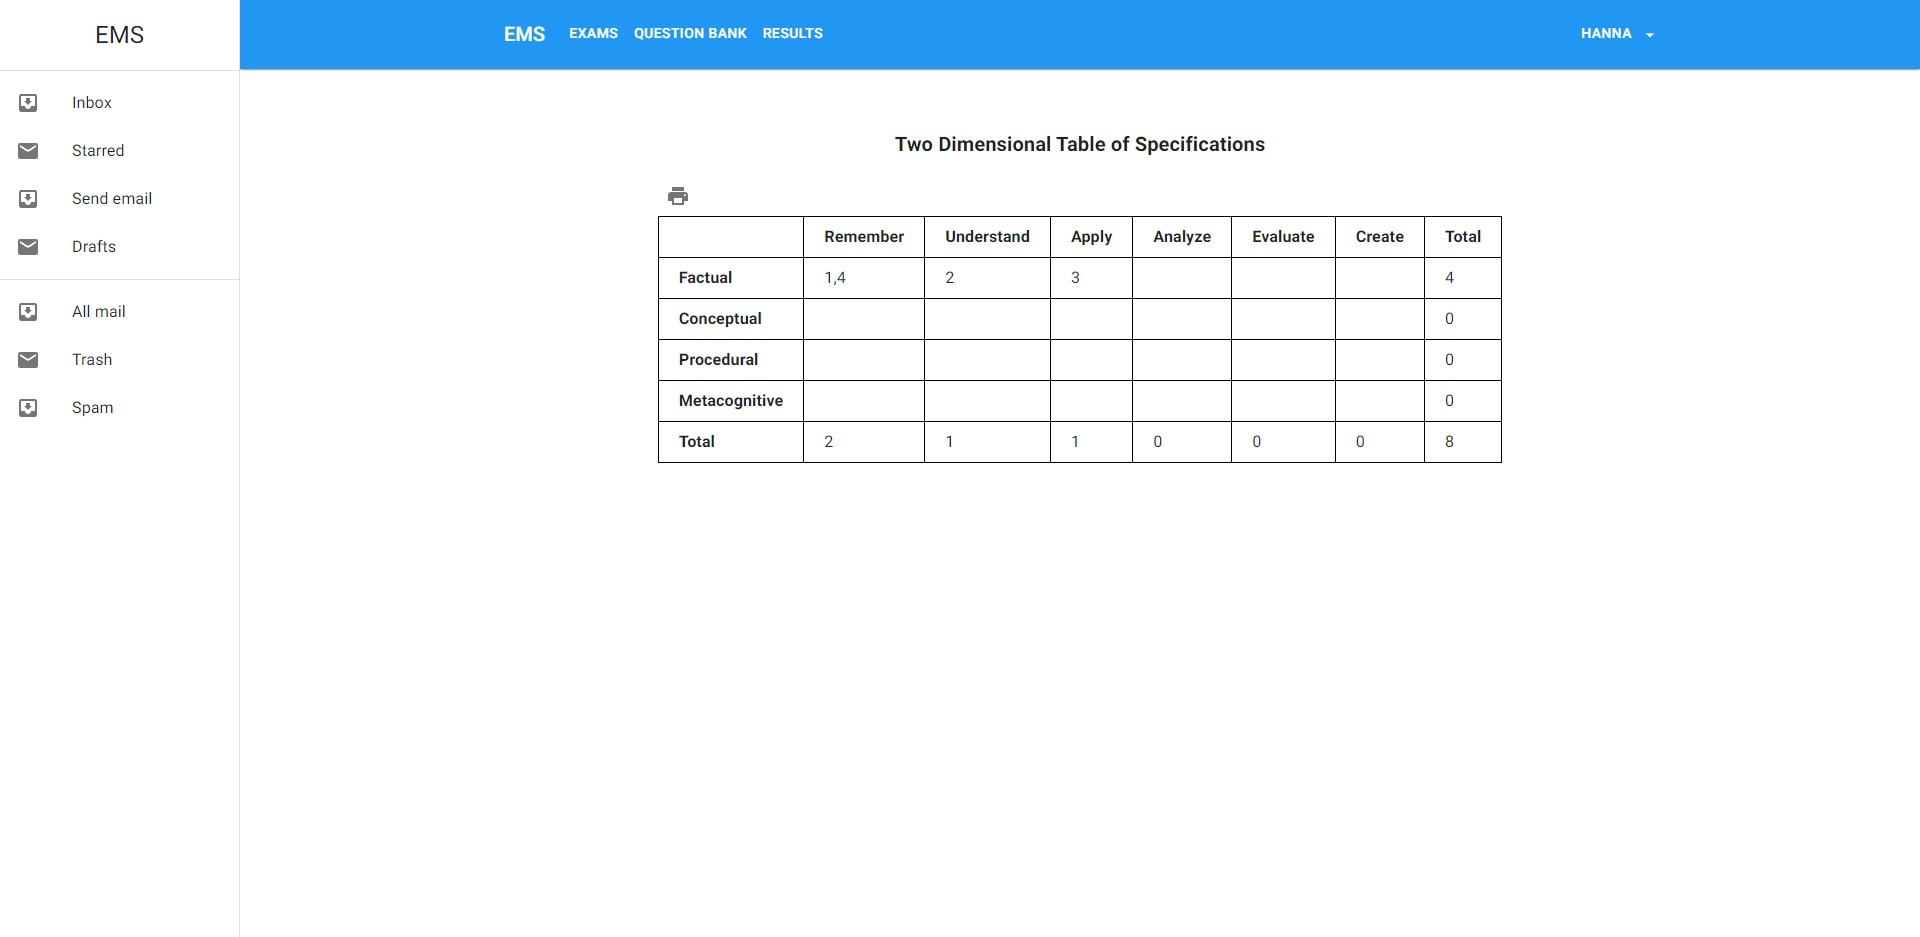 EMS
Inbox
Starred
Send email
Drafts
All mail
Trash
Spam
EMS EXAMS QUESTION BANK RESULTS HANNA
Two Dimensional Table of Specifications
Remember Understand Apply Analyze Evaluate Create Total
Factual 1,4 2 3 4
Conceptual 0
Procedural 0
Metacognitive 0
Total 2 1 1 0 0 0 8